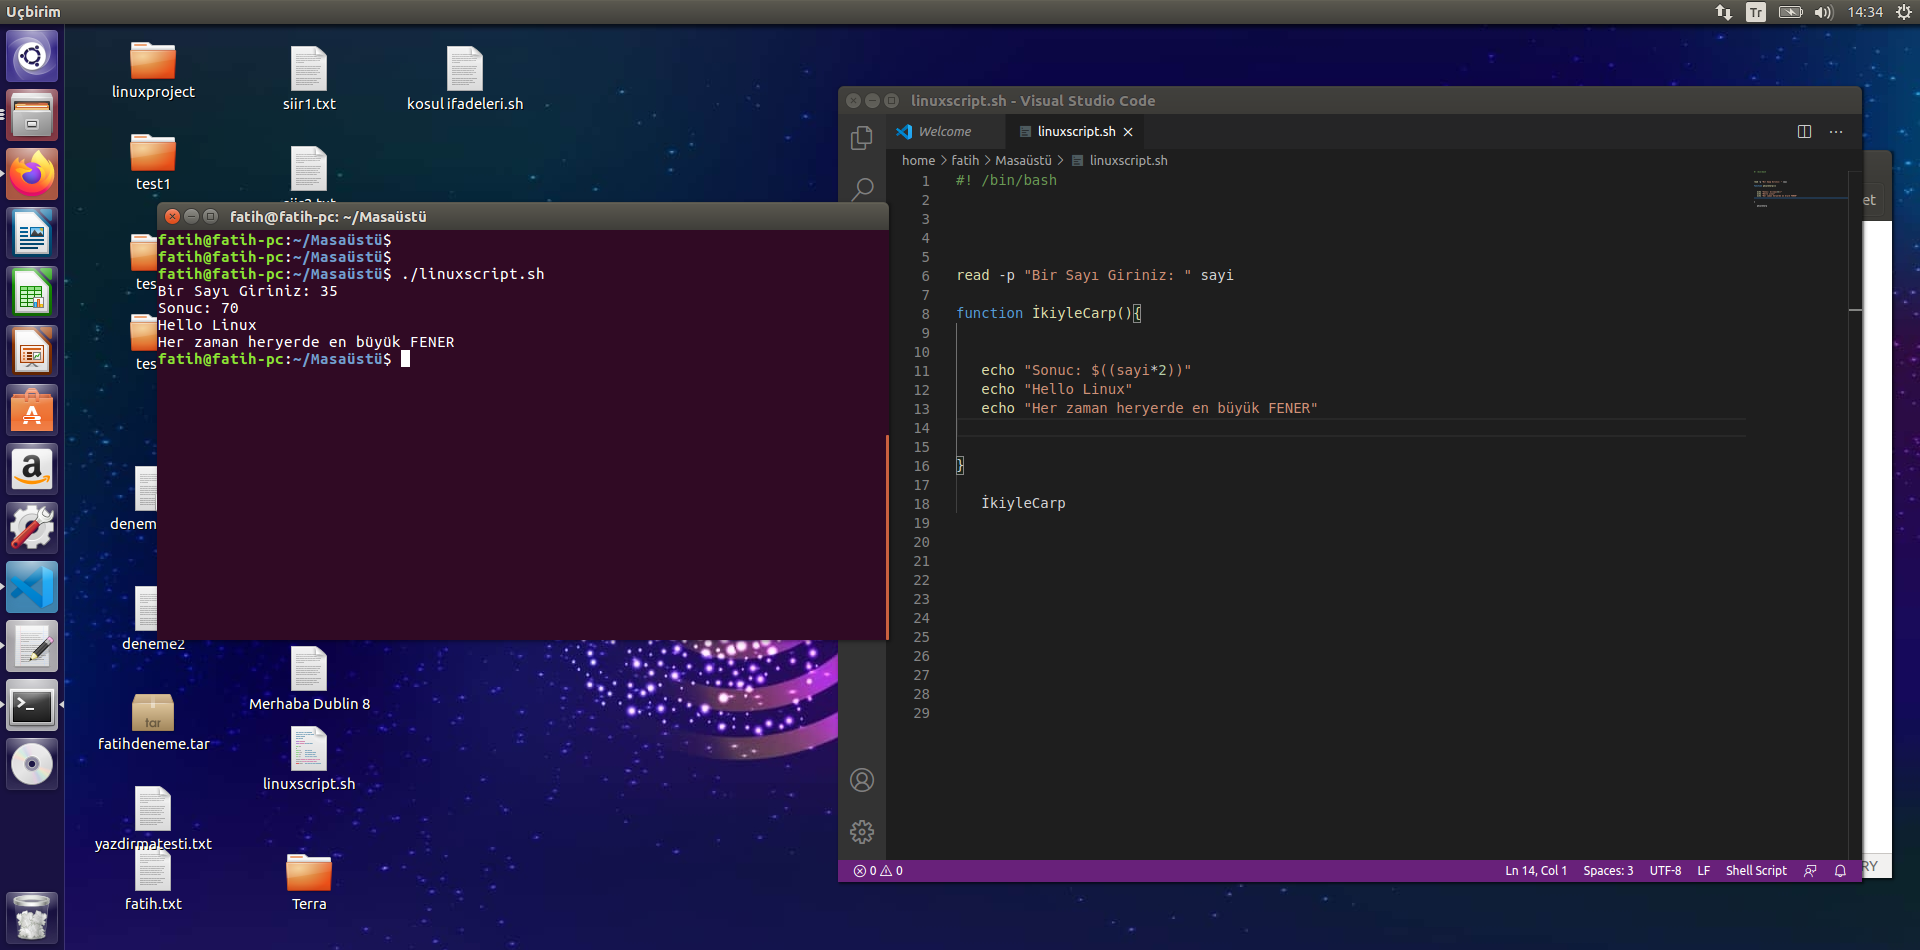 Uçbirim
Tr
14:34
linuxproject
siir1.txt
kosul ifadeleri.sh
test1
deneme2
Merhaba Dublin 8
fatihdeneme.tar
tar
linuxscript.sh
yazdirmatesti.txt
fatih.txt
Terra
fatih@fatih-pc: ~/Masaüstü
fatih@fatih-pc:~/Masaüstü$
fatih@fatih-pc:~/Masaüstü$
fatih@fatih-pc:~/Masaüstü$ ./linuxscript.sh
Bir Sayı Giriniz: 35
Sonuc: 70
Hello Linux
Her zaman heryerde en büyük FENER
fatih@fatih-pc:~/Masaüstü$
linuxscript.sh - Visual Studio Code
Welcome
linuxscript.sh
home > fatih > Masaüstü > linuxscript.sh
1 #! /bin/bash
2
3
4
5
6 read -p "Bir Sayı Giriniz: " sayi
7
8 function İkiyleCarp(){
9
10
11 echo "Sonuc: $((sayi*2))"
12 echo "Hello Linux"
13 echo "Her zaman heryerde en büyük FENER"
14
15
16 }
17
18 İkiyleCarp
19
20
21
22
23
24
25
26
27
28
29
0 0
Ln 14, Col 1 Spaces: 3 UTF-8 LF Shell Script